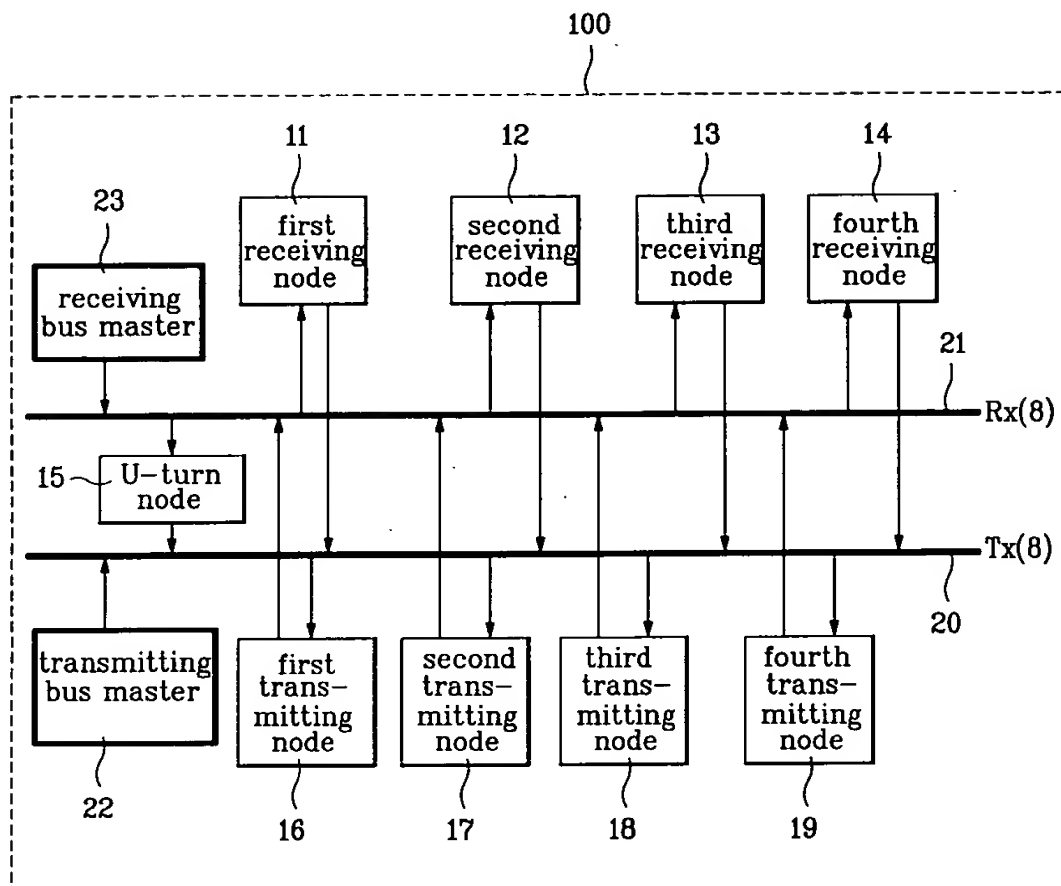 100
11
12
13
14
23
first
receiving
node
second
receiving
node
third
receiving
node
fourth
receiving
node
receiving
bus master
21
Rx(8)
15
U-turn
node
Tx(8)
20
transmitting
bus master
first
trans-
mitting
node
second
trans-
mitting
node
third
trans-
mitting
node
fourth
trans-
mitting
node
22
16
17
18
19